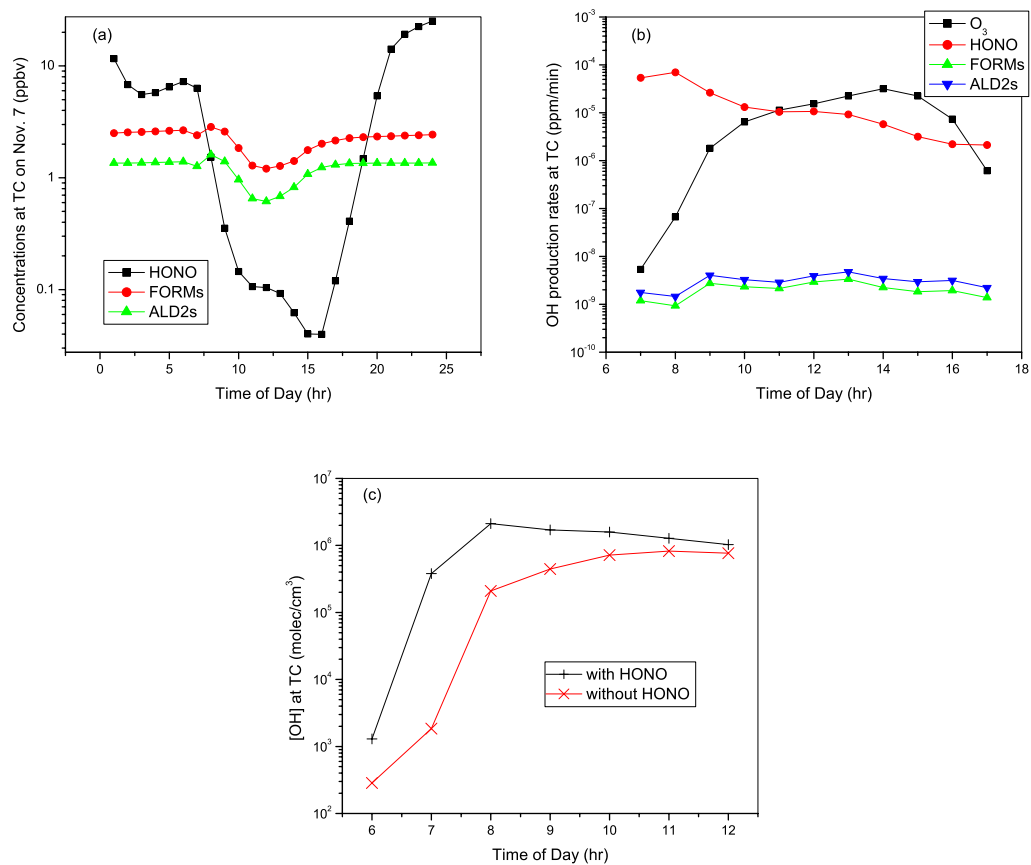 (a)
Concentrations at TC on Nov. 7 (ppbv)
10
1
0.1
HONO
FORMs
ALD2s
0 5 10 15 20 25
Time of Day (hr)
(b)
OH production rates at TC (ppm/min)
10⁻³
10⁻⁴
10⁻⁵
10⁻⁶
10⁻⁷
10⁻⁸
10⁻⁹
10⁻¹⁰
O₃
HONO
FORMs
ALD2s
6 8 10 12 14 16 18
Time of Day (hr)
(c)
[OH] at TC (molec/cm³)
10⁷
10⁶
10⁵
10⁴
10³
10²
with HONO
without HONO
6 7 8 9 10 11 12
Time of Day (hr)